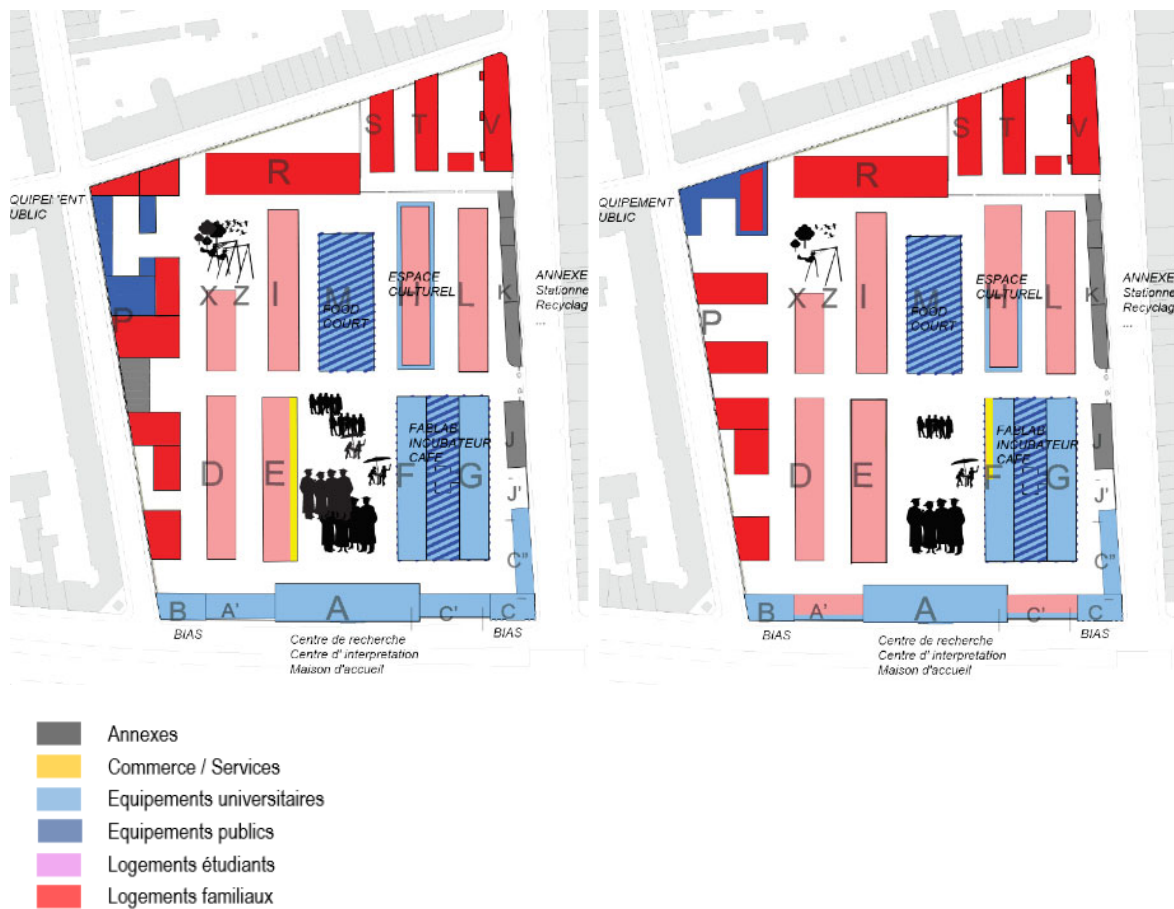 S T V
R
QUIPEMENT
UBLIC
X Z I M H L K
ESPACE
CULTUREL
FOOD
COURT
ANNEXE
Stationne
Recyclag
...
P
D E F G J
FABLAB
INCUBATEUR
CAFE
J'
C"
B A' A C' C
BIAS
BIAS
Centre de recherche
Centre d' interpretation
Maison d'accueil
S T V
R
QUIPEMENT
UBLIC
X Z I M H L K
ESPACE
CULTUREL
FOOD
COURT
ANNEXE
Stationne
Recyclag
...
P
D E F G J
FABLAB
INCUBATEUR
CAFE
J'
C"
B A' A C' C
BIAS
BIAS
Centre de recherche
Centre d' interpretation
Maison d'accueil
Annexes
Commerce / Services
Equipements universitaires
Equipements publics
Logements étudiants
Logements familiaux